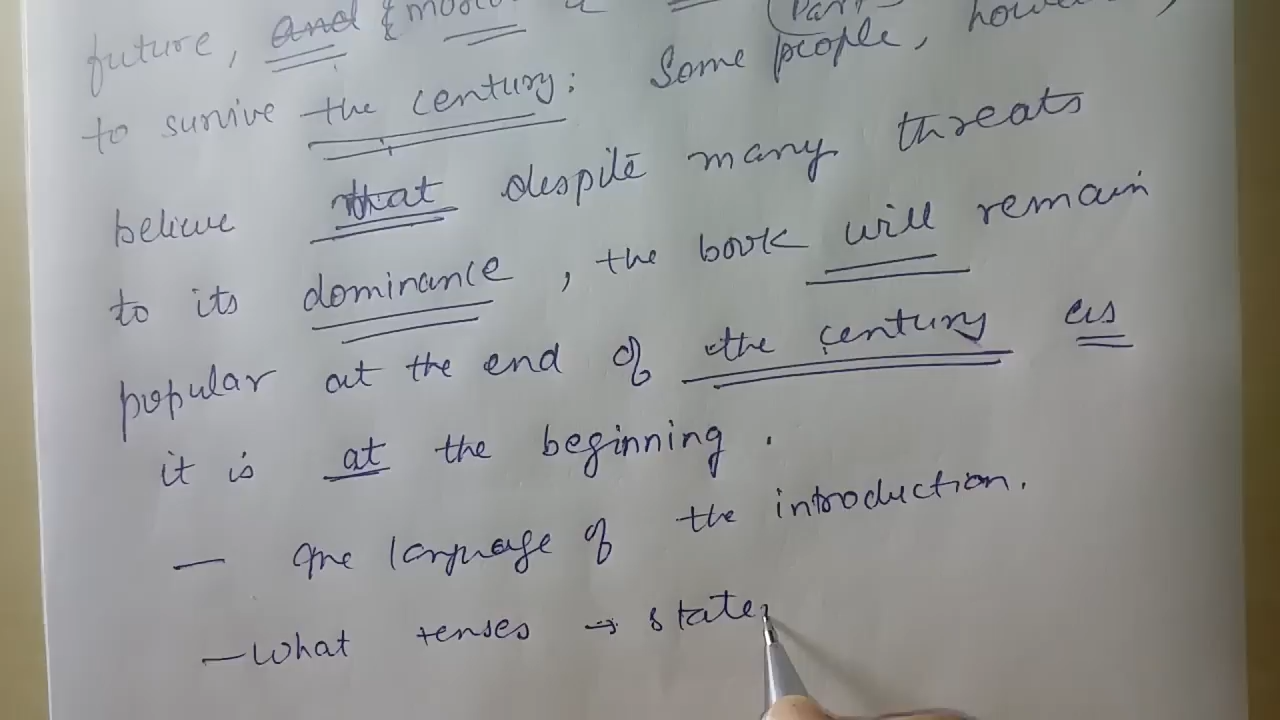 future, and {
(Part
to survive the century: Some people, howeve
believe that despite many threats
to its dominance, the book will remain
popular at the end of the century as
it is at the beginning.
— The language of the introduction.
— What tenses → state